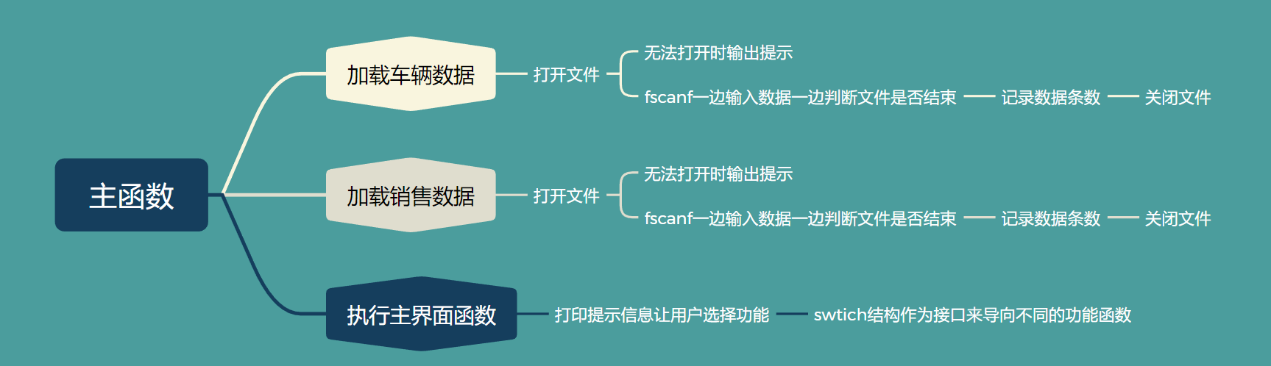 主函数
加载车辆数据
打开文件
无法打开时输出提示
fscanf一边输入数据一边判断文件是否结束
记录数据条数
关闭文件
加载销售数据
打开文件
无法打开时输出提示
fscanf一边输入数据一边判断文件是否结束
记录数据条数
关闭文件
执行主界面函数
打印提示信息让用户选择功能
swtich结构作为接口来导向不同的功能函数